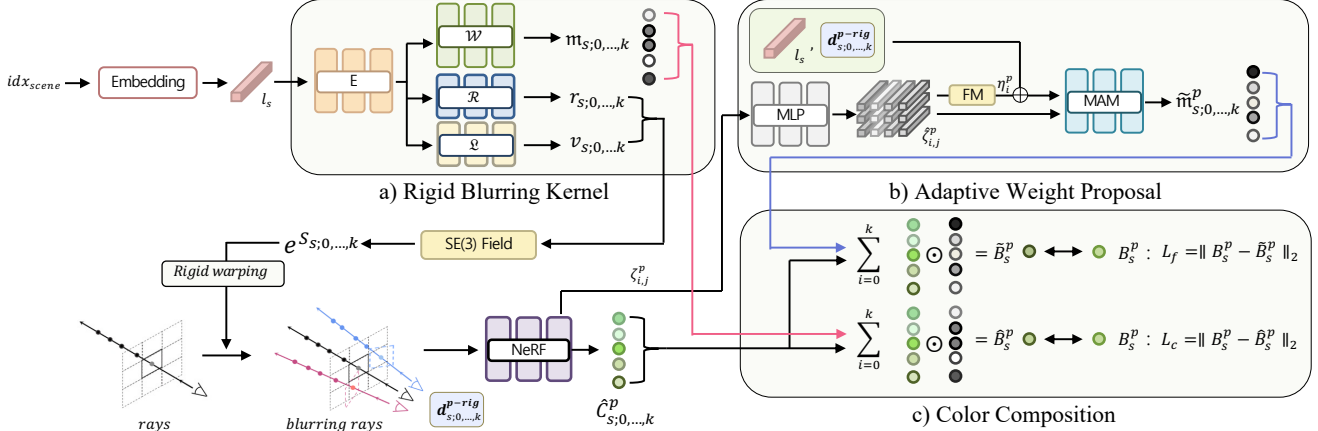 idx_scene
Embedding
l_s
E
𝒲
ℛ
𝔏
m_{s;0,…,k}
r_{s;0,…,k}
v_{s;0,…,k}
a) Rigid Blurring Kernel
l_s, d^{p-rig}_{s;0,…,k}
MLP
ζ̂^p_{i,j}
FM
η^p_i
MAM
m̃^p_{s;0,…,k}
b) Adaptive Weight Proposal
e^{S_{s;0,…,k}}
SE(3) Field
Rigid warping
ζ^p_{i,j}
rays
blurring rays
d^{p-rig}_{s;0,…,k}
NeRF
Ĉ^p_{s;0,…,k}
∑_{i=0}^{k} ⊙ = B̃^p_s ↔ B^p_s : L_f =∥ B^p_s − B̃^p_s ∥_2
∑_{i=0}^{k} ⊙ = B̂^p_s ↔ B^p_s : L_c =∥ B^p_s − B̂^p_s ∥_2
c) Color Composition